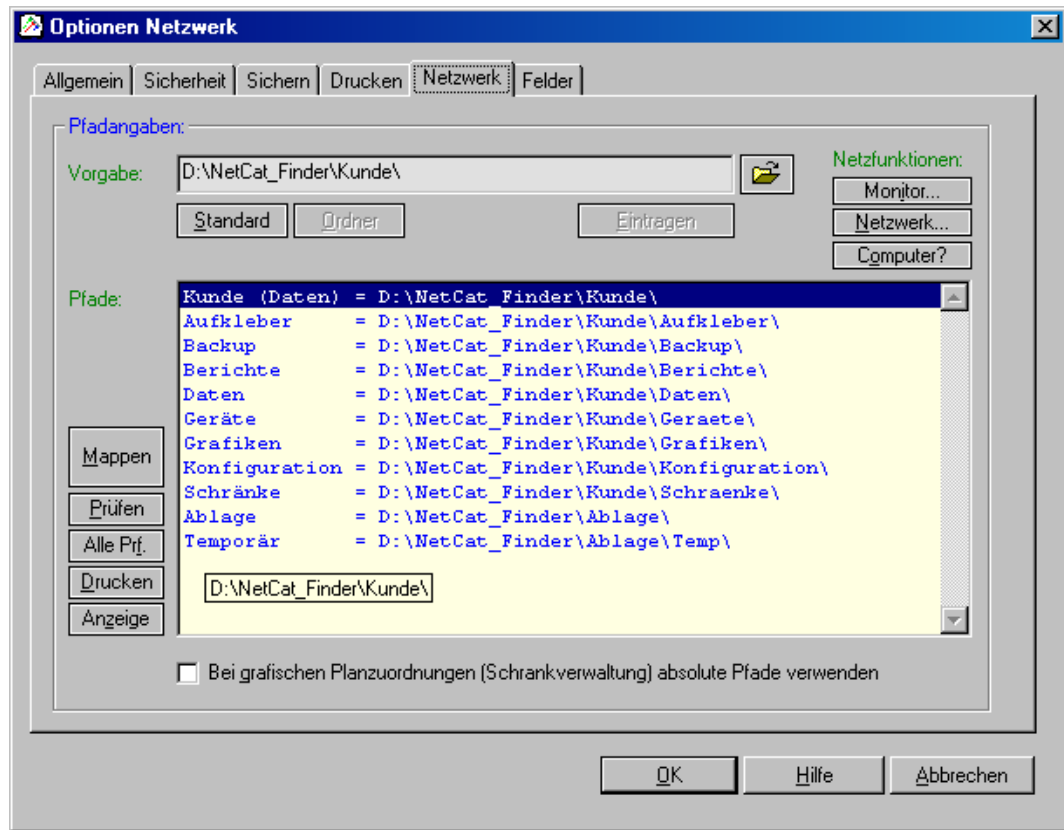 Optionen Netzwerk
Allgemein Sicherheit Sichern Drucken Netzwerk Felder
Pfadangaben:
Vorgabe: D:\NetCat_Finder\Kunde\
Netzfunktionen:
Monitor...
Standard Ordner Eintragen Netzwerk...
Computer?
Pfade:
Kunde (Daten) = D:\NetCat_Finder\Kunde\
Aufkleber = D:\NetCat_Finder\Kunde\Aufkleber\
Backup = D:\NetCat_Finder\Kunde\Backup\
Berichte = D:\NetCat_Finder\Kunde\Berichte\
Daten = D:\NetCat_Finder\Kunde\Daten\
Geräte = D:\NetCat_Finder\Kunde\Geraete\
Grafiken = D:\NetCat_Finder\Kunde\Grafiken\
Konfiguration = D:\NetCat_Finder\Kunde\Konfiguration\
Schränke = D:\NetCat_Finder\Kunde\Schraenke\
Ablage = D:\NetCat_Finder\Ablage\
Temporär = D:\NetCat_Finder\Ablage\Temp\
D:\NetCat_Finder\Kunde\
Mappen
Prüfen
Alle Prf.
Drucken
Anzeige
Bei grafischen Planzuordnungen (Schrankverwaltung) absolute Pfade verwenden
OK Hilfe Abbrechen